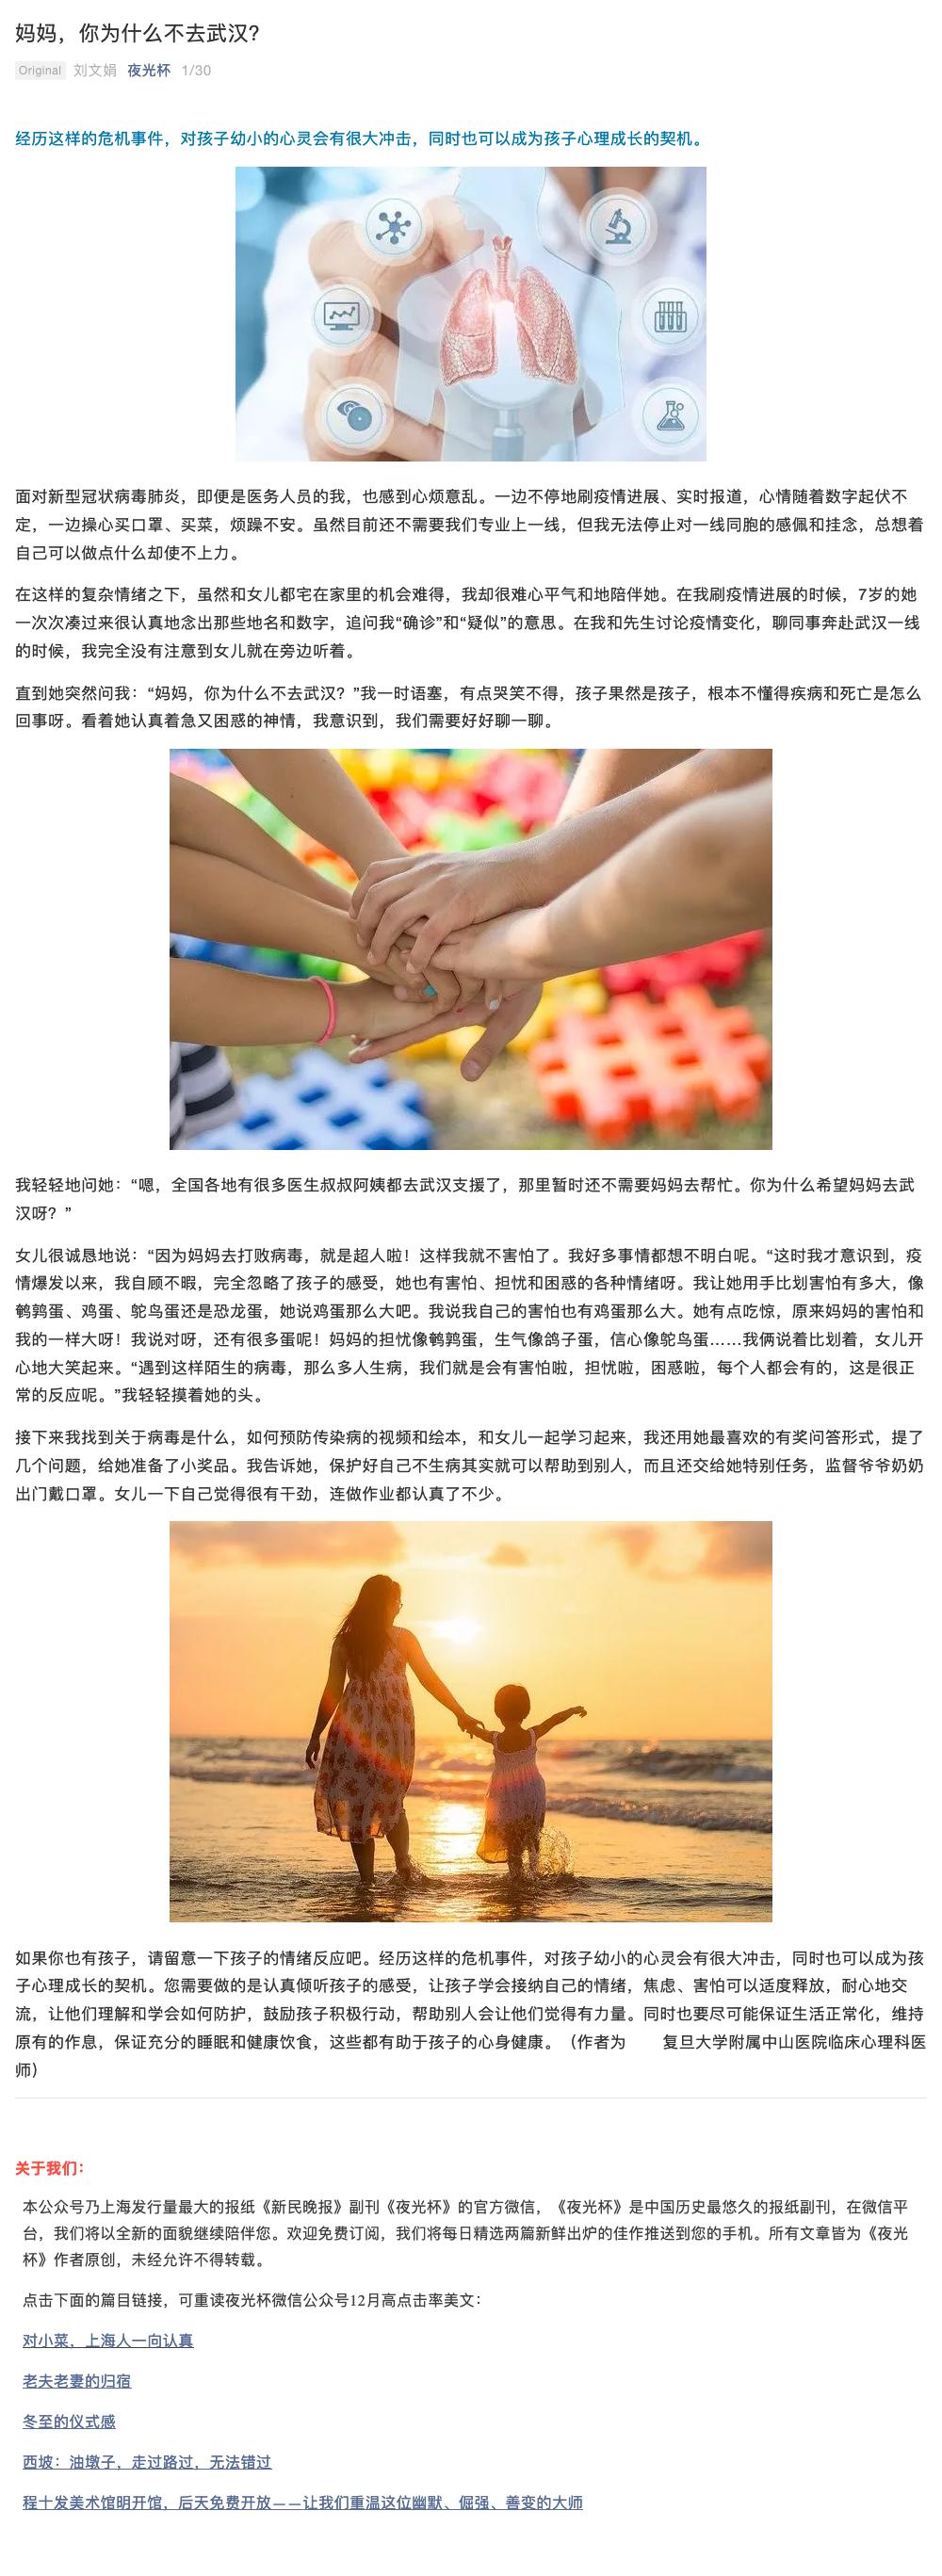 妈妈，你为什么不去武汉？
Original 刘文娟 夜光杯 1/30
经历这样的危机事件，对孩子幼小的心灵会有很大冲击，同时也可以成为孩子心理成长的契机。
面对新型冠状病毒肺炎，即便是医务人员的我，也感到心烦意乱。一边不停地刷疫情进展、实时报道，心情随着数字起伏不
定，一边操心买口罩、买菜，烦躁不安。虽然目前还不需要我们专业上一线，但我无法停止对一线同胞的感佩和挂念，总想着
自己可以做点什么却使不上力。
在这样的复杂情绪之下，虽然和女儿都宅在家里的机会难得，我却很难心平气和地陪伴她。在我刷疫情进展的时候，7岁的她
一次次凑过来很认真地念出那些地名和数字，追问我“确诊”和“疑似”的意思。在我和先生讨论疫情变化，聊同事奔赴武汉一线
的时候，我完全没有注意到女儿就在旁边听着。
直到她突然问我：“妈妈，你为什么不去武汉？”我一时语塞，有点哭笑不得，孩子果然是孩子，根本不懂得疾病和死亡是怎么
回事呀。看着她认真着急又困惑的神情，我意识到，我们需要好好聊一聊。
我轻轻地问她：“嗯，全国各地有很多医生叔叔阿姨都去武汉支援了，那里暂时还不需要妈妈去帮忙。你为什么希望妈妈去武
汉呀？”
女儿很诚恳地说：“因为妈妈去打败病毒，就是超人啦！这样我就不害怕了。我好多事情都想不明白呢。“这时我才意识到，疫
情爆发以来，我自顾不暇，完全忽略了孩子的感受，她也有害怕、担忧和困惑的各种情绪呀。我让她用手比划害怕有多大，像
鹌鹑蛋、鸡蛋、鸵鸟蛋还是恐龙蛋，她说鸡蛋那么大吧。我说我自己的害怕也有鸡蛋那么大。她有点吃惊，原来妈妈的害怕和
我的一样大呀！我说对呀，还有很多蛋呢！妈妈的担忧像鹌鹑蛋，生气像鸽子蛋，信心像鸵鸟蛋……我俩说着比划着，女儿开
心地大笑起来。“遇到这样陌生的病毒，那么多人生病，我们就是会有害怕啦，担忧啦，困惑啦，每个人都会有的，这是很正
常的反应呢。”我轻轻摸着她的头。
接下来我找到关于病毒是什么，如何预防传染病的视频和绘本，和女儿一起学习起来，我还用她最喜欢的有奖问答形式，提了
几个问题，给她准备了小奖品。我告诉她，保护好自己不生病其实就可以帮助到别人，而且还交给她特别任务，监督爷爷奶奶
出门戴口罩。女儿一下自己觉得很有干劲，连做作业都认真了不少。
如果你也有孩子，请留意一下孩子的情绪反应吧。经历这样的危机事件，对孩子幼小的心灵会有很大冲击，同时也可以成为孩
子心理成长的契机。您需要做的是认真倾听孩子的感受，让孩子学会接纳自己的情绪，焦虑、害怕可以适度释放，耐心地交
流，让他们理解和学会如何防护，鼓励孩子积极行动，帮助别人会让他们觉得有力量。同时也要尽可能保证生活正常化，维持
原有的作息，保证充分的睡眠和健康饮食，这些都有助于孩子的心身健康。（作者为 复旦大学附属中山医院临床心理科医
师）
关于我们：
本公众号乃上海发行量最大的报纸《新民晚报》副刊《夜光杯》的官方微信，《夜光杯》是中国历史最悠久的报纸副刊，在微信平
台，我们将以全新的面貌继续陪伴您。欢迎免费订阅，我们将每日精选两篇新鲜出炉的佳作推送到您的手机。所有文章皆为《夜光
杯》作者原创，未经允许不得转载。
点击下面的篇目链接，可重读夜光杯微信公众号12月高点击率美文：
对小菜，上海人一向认真
老夫老妻的归宿
冬至的仪式感
西坡：油墩子，走过路过，无法错过
程十发美术馆明开馆，后天免费开放——让我们重温这位幽默、倔强、善变的大师